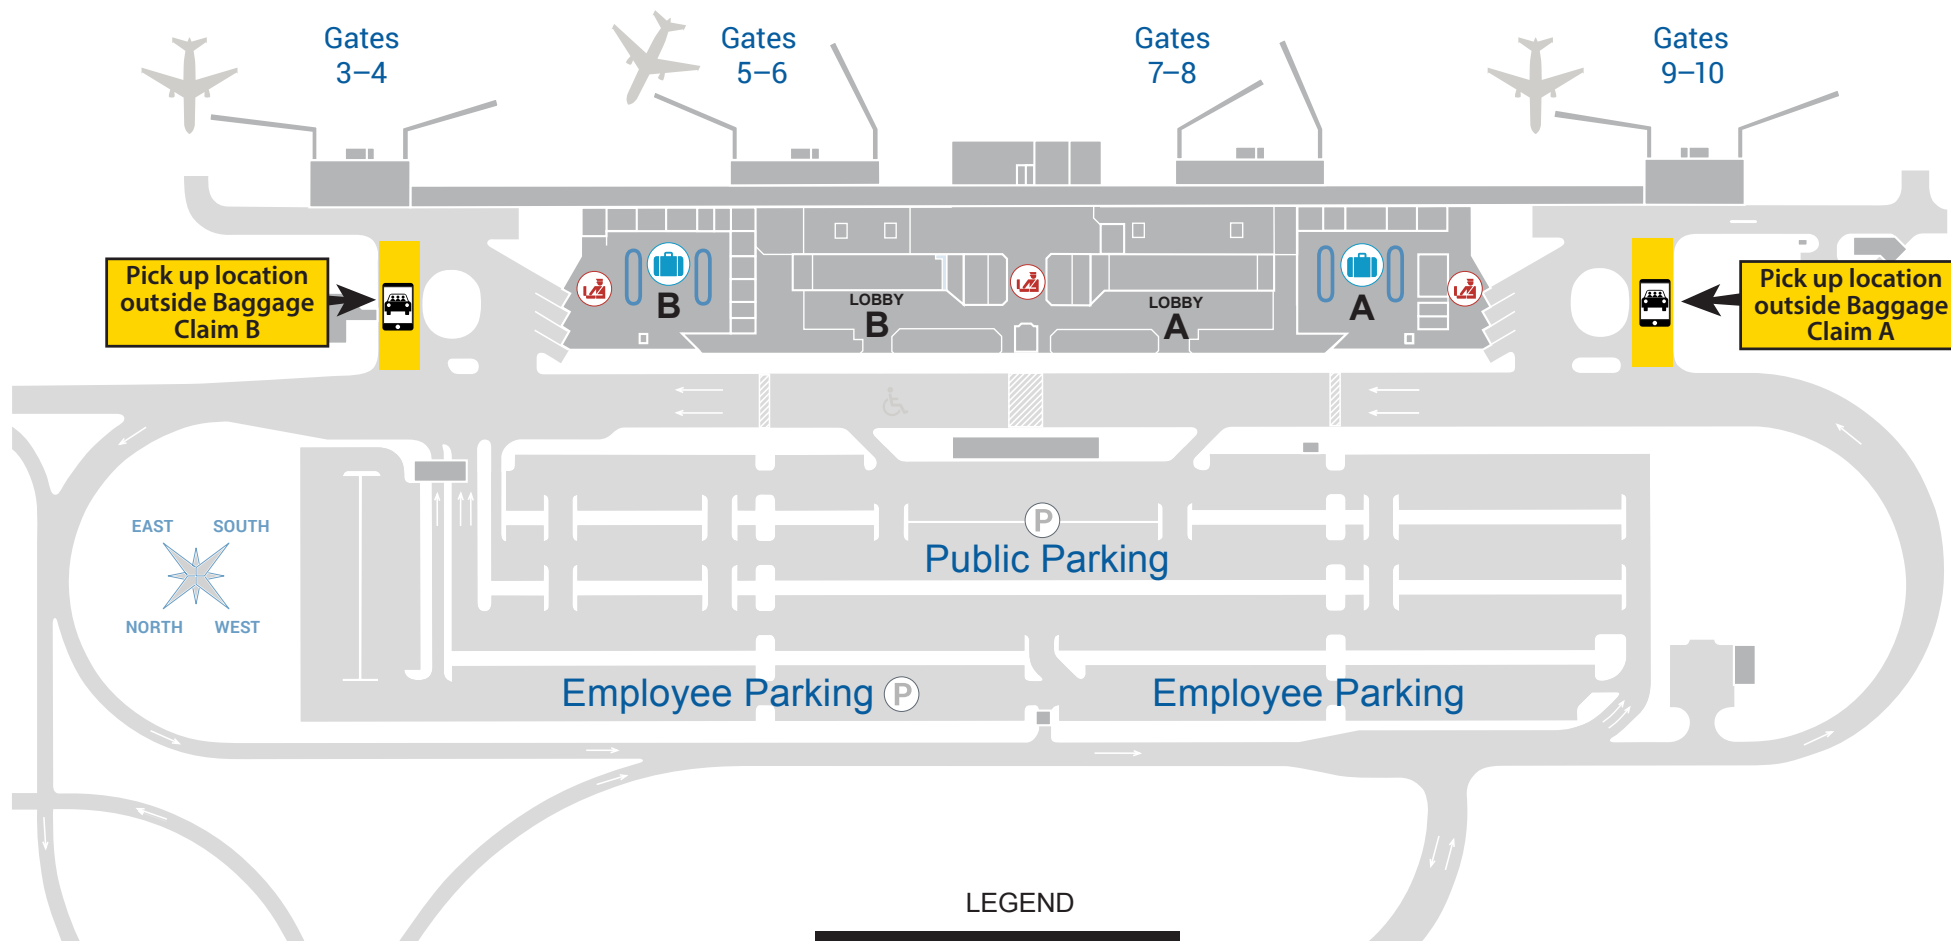 Gates
3–4
Gates
5–6
Gates
7–8
Gates
9–10
Pick up location
outside Baggage
Claim B
B
LOBBY
B
LOBBY
A
A
Pick up location
outside Baggage
Claim A
EAST SOUTH
NORTH WEST
P
Public Parking
Employee Parking P
Employee Parking
LEGEND